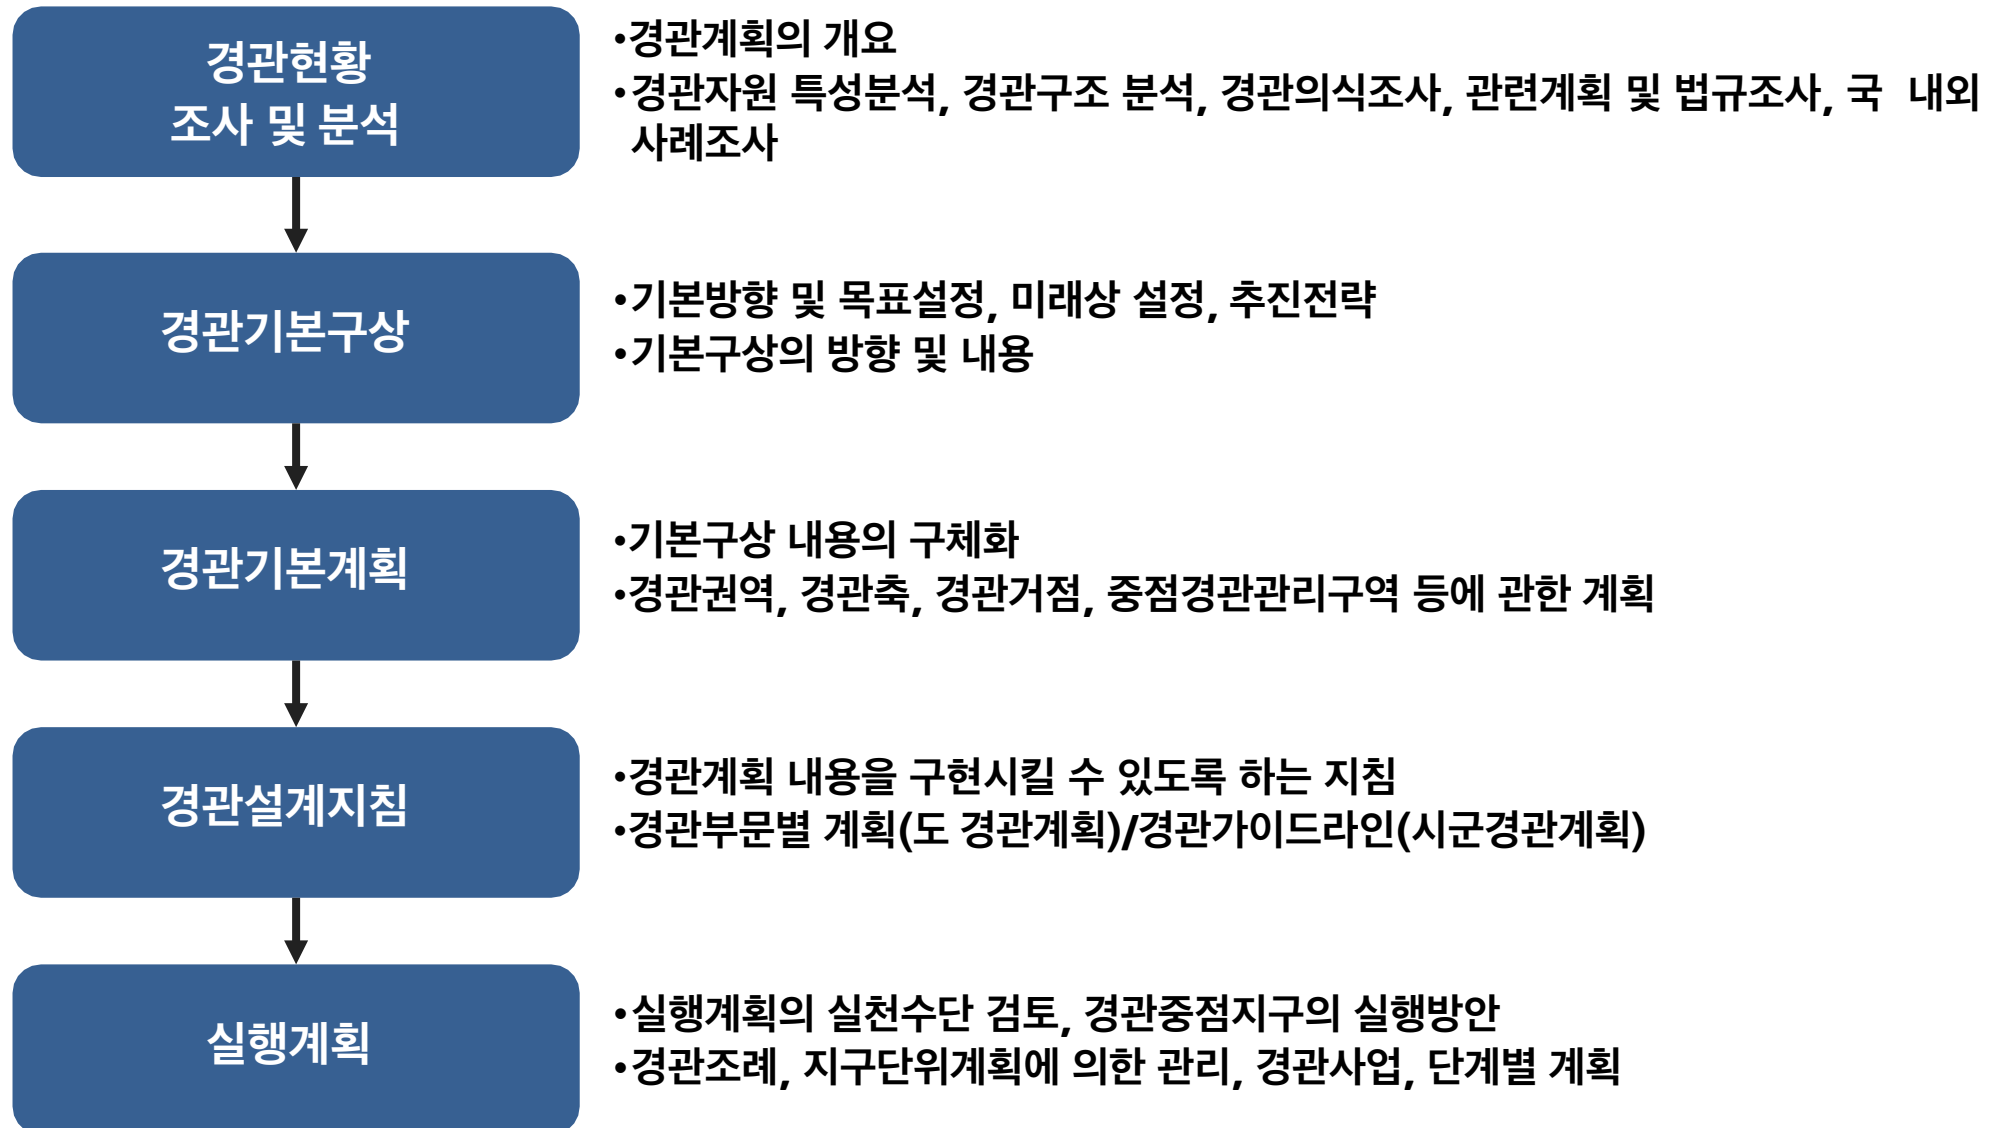 경관현황
조사 및 분석
•경관계획의 개요
•경관자원 특성분석, 경관구조 분석, 경관의식조사, 관련계획 및 법규조사, 국 내외
사례조사
경관기본구상
•기본방향 및 목표설정, 미래상 설정, 추진전략
•기본구상의 방향 및 내용
경관기본계획
•기본구상 내용의 구체화
•경관권역, 경관축, 경관거점, 중점경관관리구역 등에 관한 계획
경관설계지침
•경관계획 내용을 구현시킬 수 있도록 하는 지침
•경관부문별 계획(도 경관계획)/경관가이드라인(시군경관계획)
실행계획
•실행계획의 실천수단 검토, 경관중점지구의 실행방안
•경관조례, 지구단위계획에 의한 관리, 경관사업, 단계별 계획